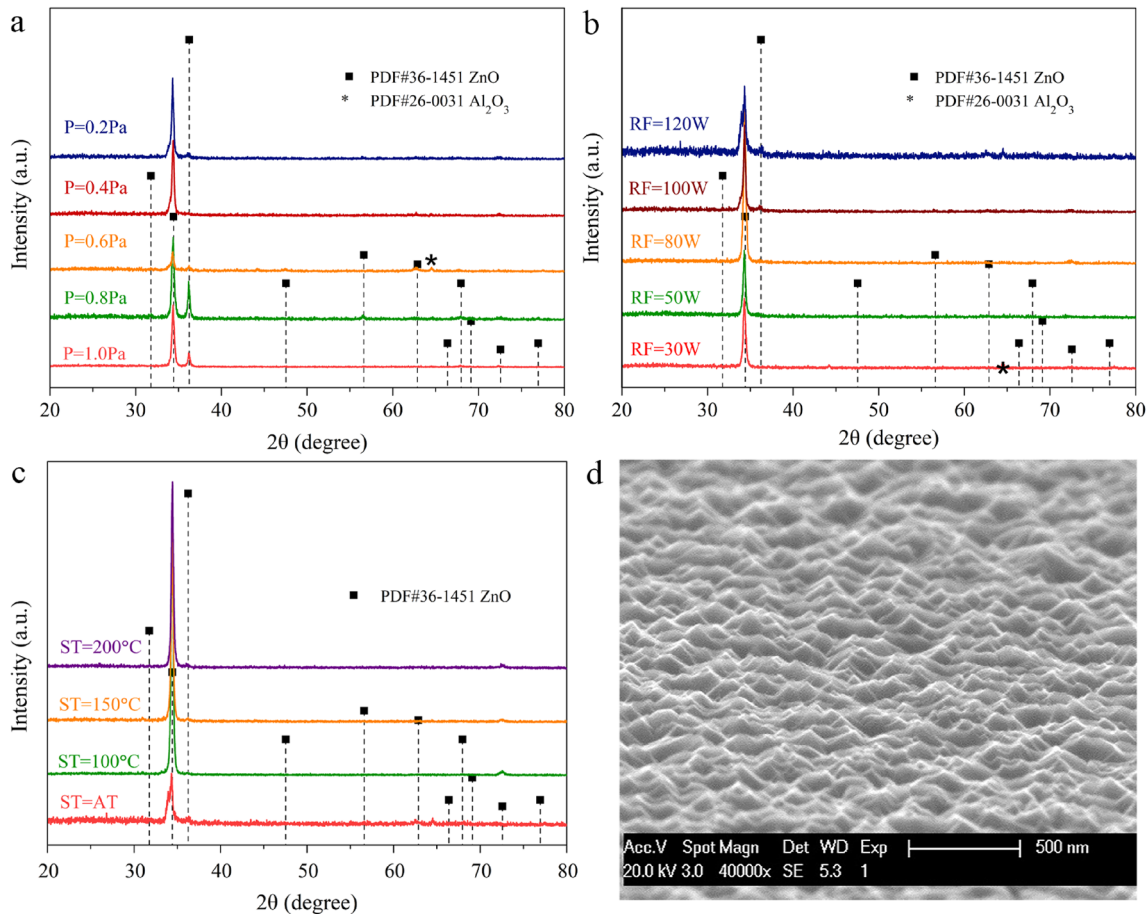 a
PDF#36-1451 ZnO
* PDF#26-0031 Al₂O₃
P=0.2Pa
P=0.4Pa
P=0.6Pa
*
P=0.8Pa
P=1.0Pa
Intensity (a.u.)
20 30 40 50 60 70 80
2θ (degree)
b
PDF#36-1451 ZnO
* PDF#26-0031 Al₂O₃
RF=120W
RF=100W
RF=80W
RF=50W
RF=30W
*
Intensity (a.u.)
20 30 40 50 60 70 80
2θ (degree)
c
PDF#36-1451 ZnO
ST=200°C
ST=150°C
ST=100°C
ST=AT
Intensity (a.u.)
20 30 40 50 60 70 80
2θ (degree)
d
Acc.V Spot Magn Det WD Exp 500 nm
20.0 kV 3.0 40000x SE 5.3 1